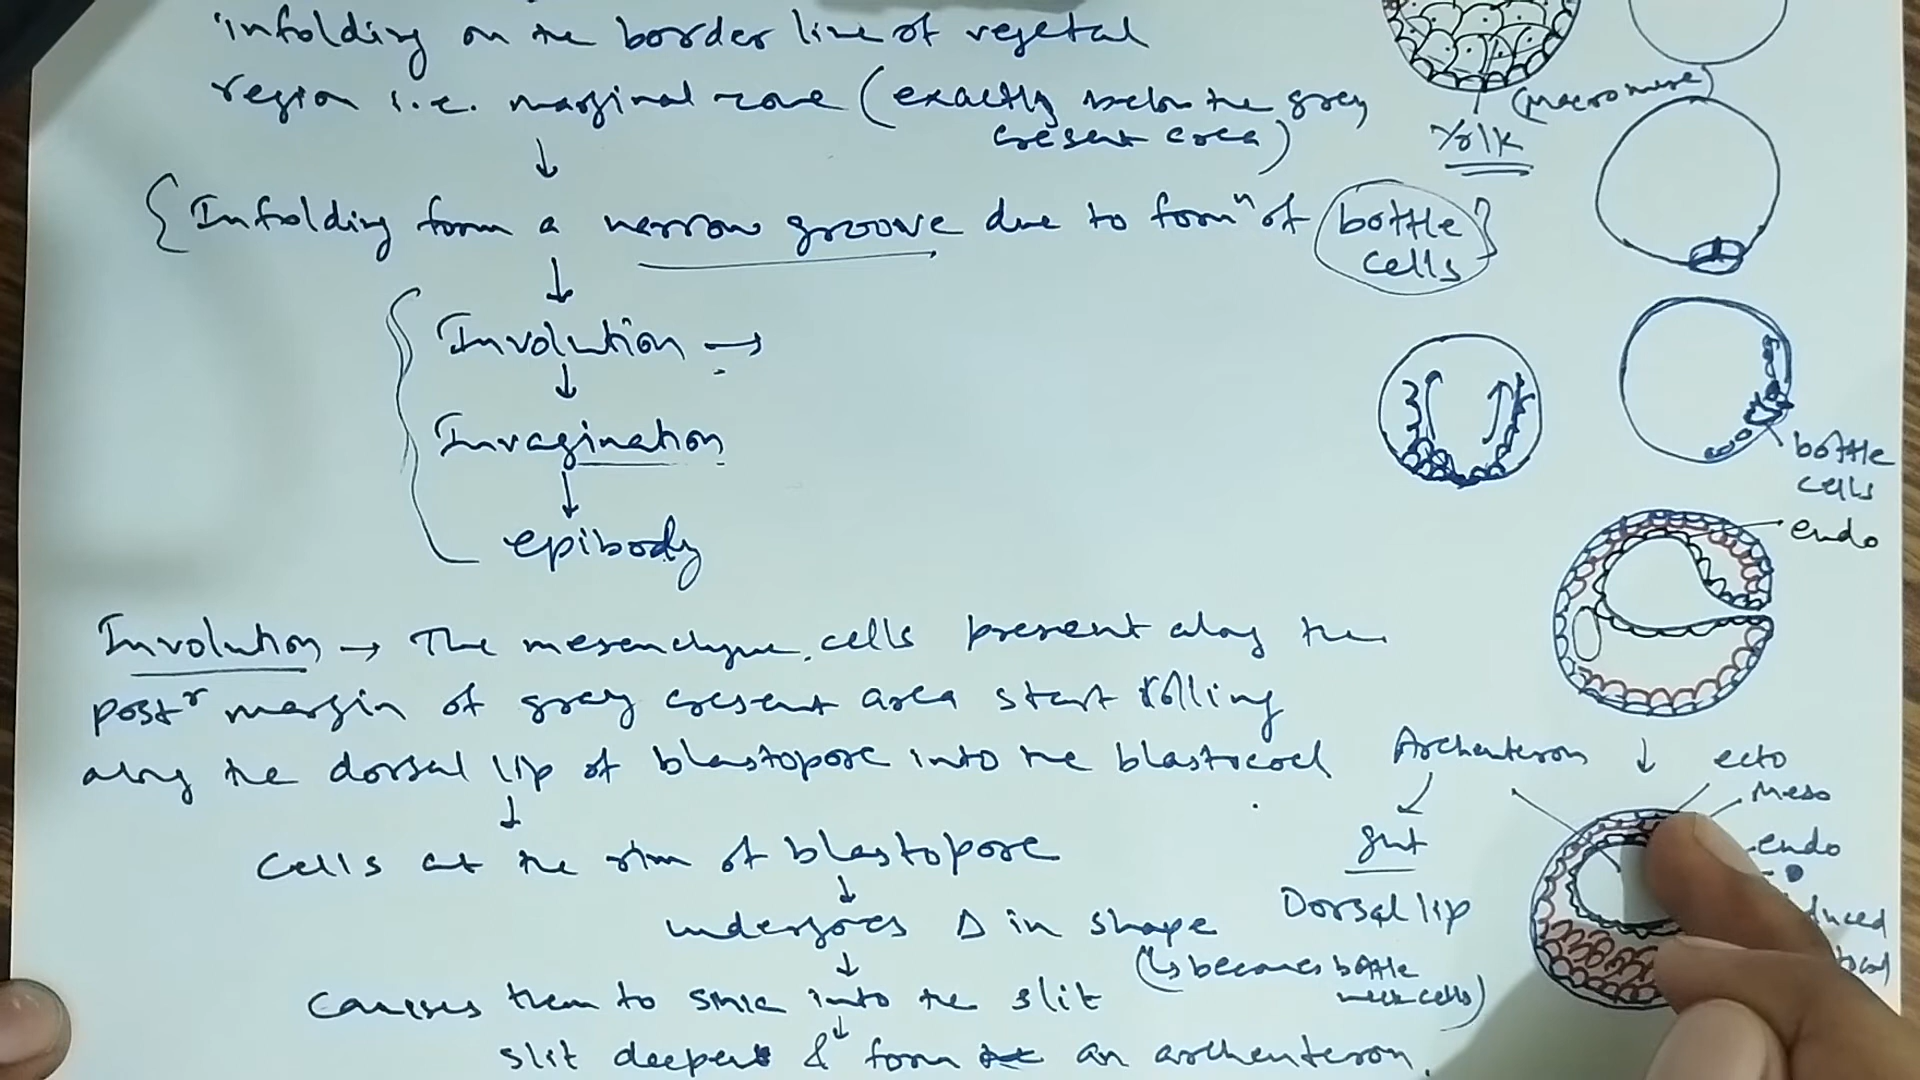 infolding on the border line of vegetal
region i.e. marginal zone (exactly below the grey
cresent area)
(macromere)
Yolk
{Infolding form a narrow groove due to formⁿ of bottle cells}
Involution →
Invagination
epibody
bottle
cells
endo
Involution → The mesenchyme cells present along the
postʳ margin of grey cresent area start rolling
along the dorsal lip of blastopore into the blastocoel
Cells at the rim of blastopore
undergoes Δ in shape
(↳ becomes bottle
neck cells)
causes them to sink into the slit
slit deepens & form an archenteron.
Archenteron
gut
Dorsal lip
ecto
Meso
endo